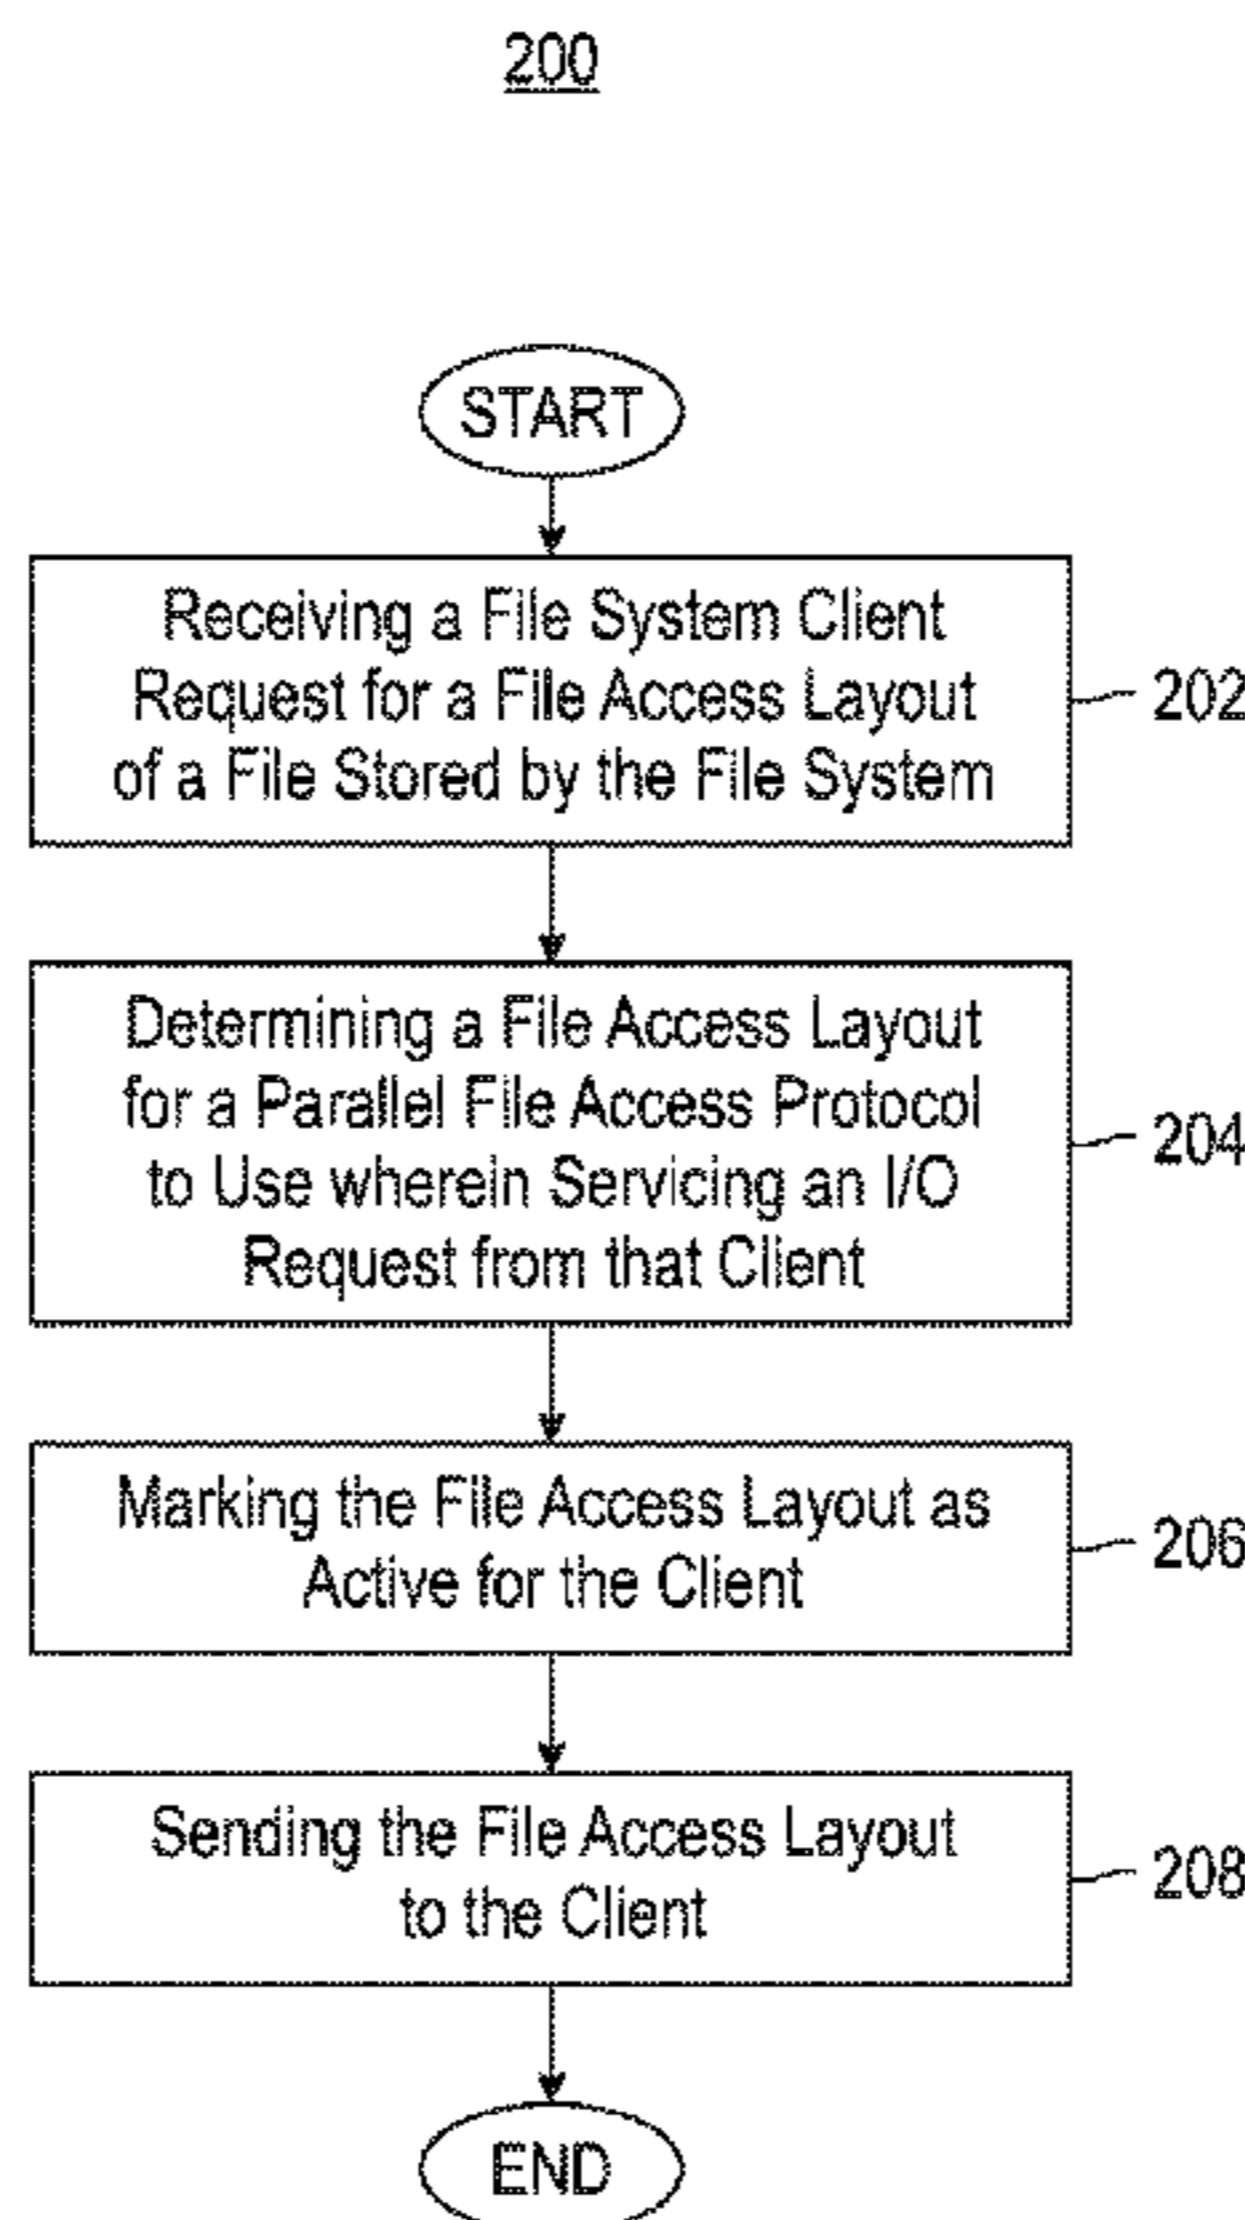 200
START
Receiving a File System Client
Request for a File Access Layout
of a File Stored by the File System
202
Determining a File Access Layout
for a Parallel File Access Protocol
to Use wherein Servicing an I/O
Request from that Client
204
Marking the File Access Layout as
Active for the Client
206
Sending the File Access Layout
to the Client
208
END